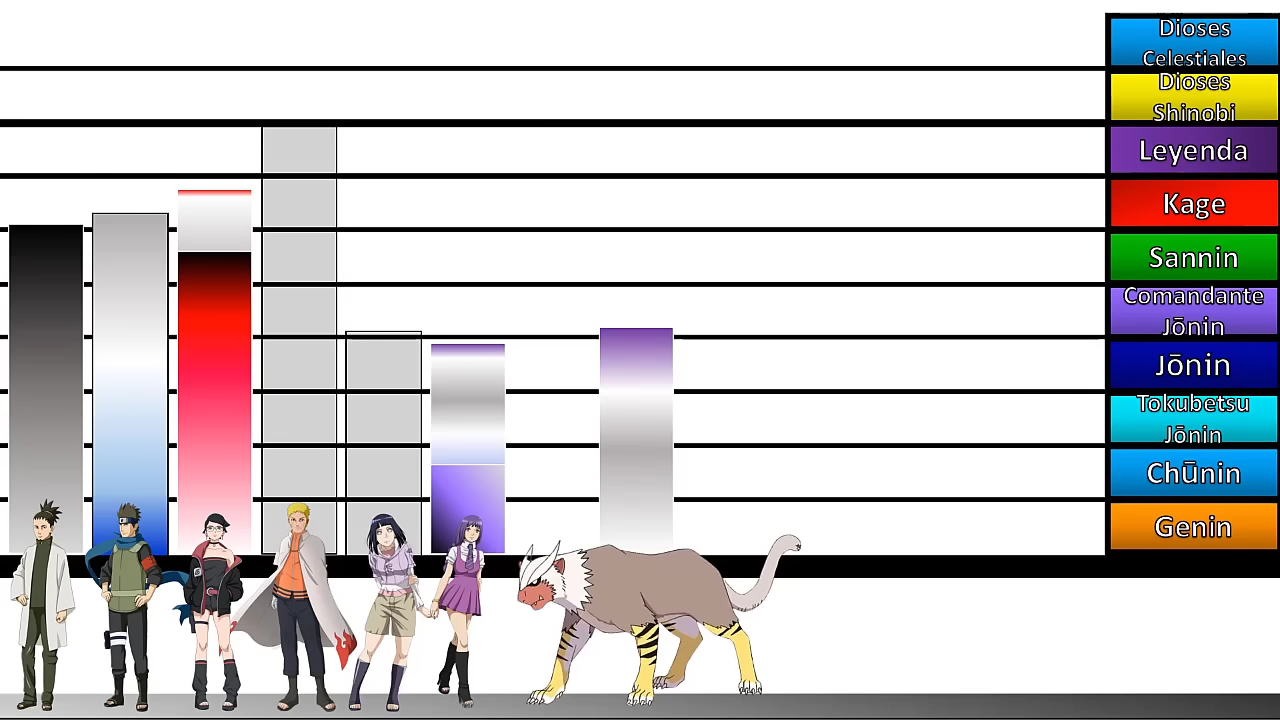 Dioses
Celestiales
Dioses
Shinobi
Leyenda
Kage
Sannin
Comandante
Jōnin
Jōnin
Tokubetsu
Jōnin
Chūnin
Genin